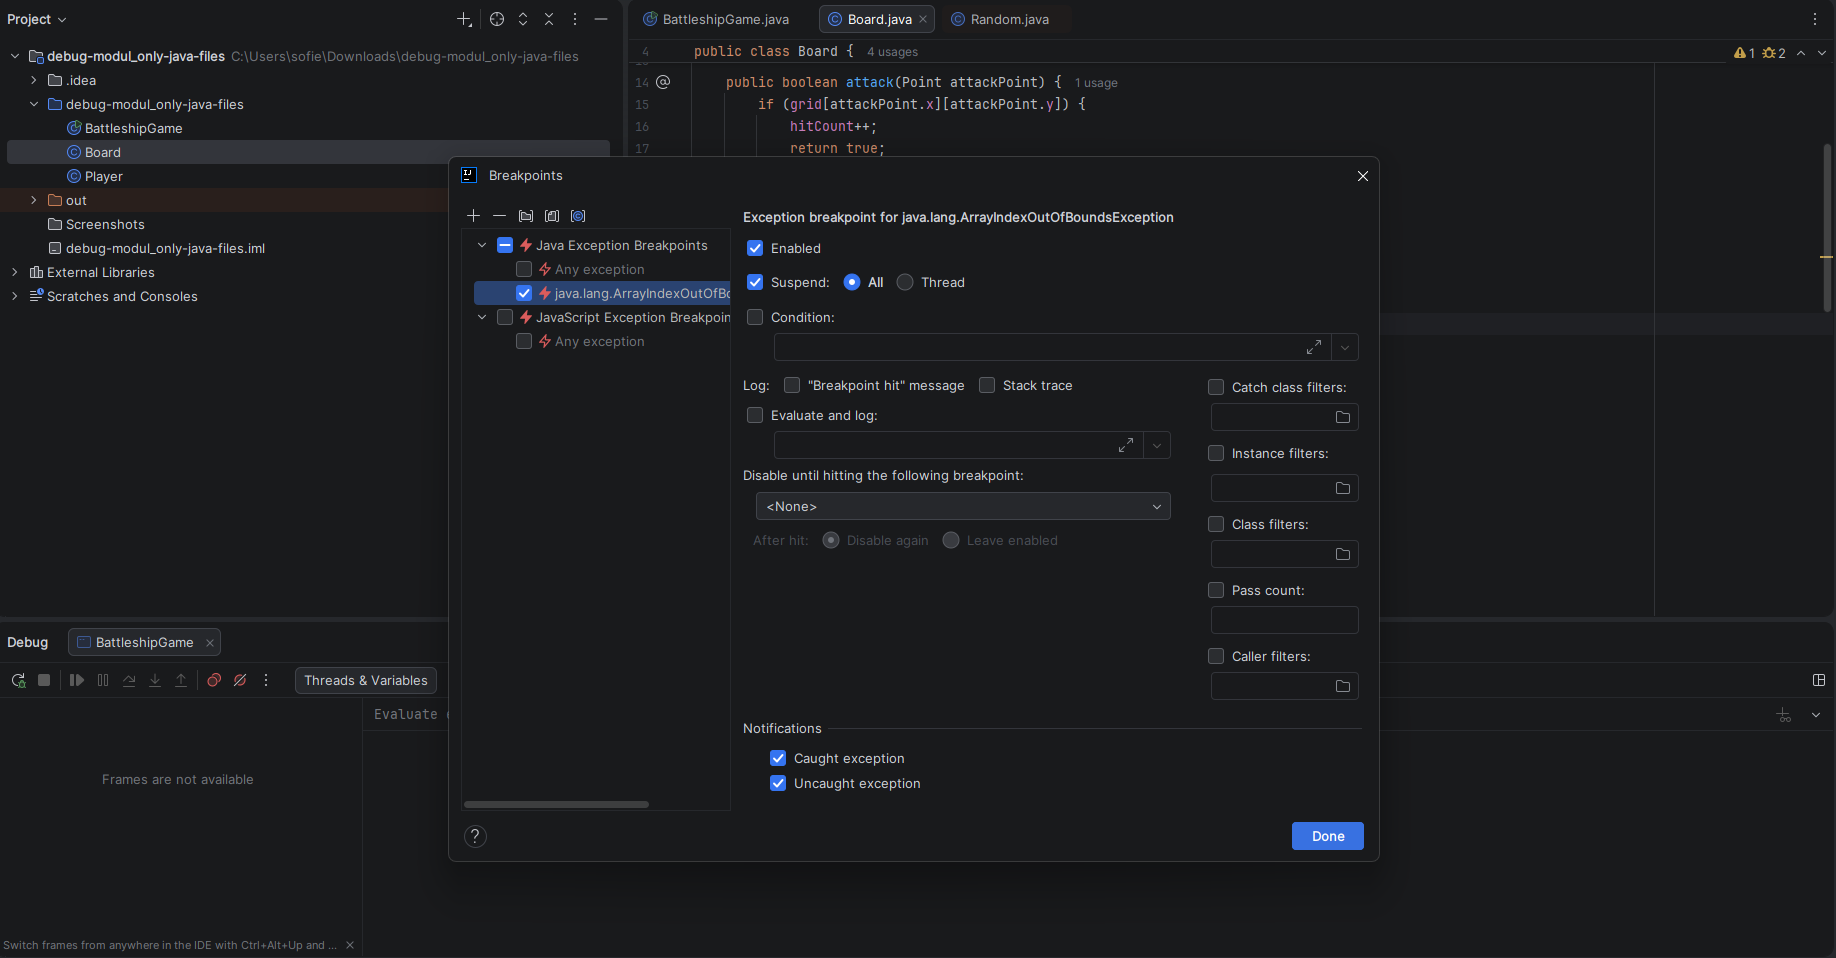 Project
debug-modul_only-java-files C:\Users\sofie\Downloads\debug-modul_only-java-files
.idea
debug-modul_only-java-files
BattleshipGame
Board
Player
out
Screenshots
debug-modul_only-java-files.iml
External Libraries
Scratches and Consoles
BattleshipGame.java
Board.java
Random.java
4 public class Board { 4 usages
1 2
14 public boolean attack(Point attackPoint) { 1 usage
15 if (grid[attackPoint.x][attackPoint.y]) {
16 hitCount++;
17 return true;
Breakpoints
Java Exception Breakpoints
Any exception
java.lang.ArrayIndexOutOfBo
JavaScript Exception Breakpoin
Any exception
Exception breakpoint for java.lang.ArrayIndexOutOfBoundsException
Enabled
Suspend: All Thread
Condition:
Log: "Breakpoint hit" message Stack trace
Evaluate and log:
Disable until hitting the following breakpoint:
<None>
After hit: Disable again Leave enabled
Catch class filters:
Instance filters:
Class filters:
Pass count:
Caller filters:
Notifications
Caught exception
Uncaught exception
? Done
Debug BattleshipGame
Threads & Variables
Evaluate
Frames are not available
Switch frames from anywhere in the IDE with Ctrl+Alt+Up and ...